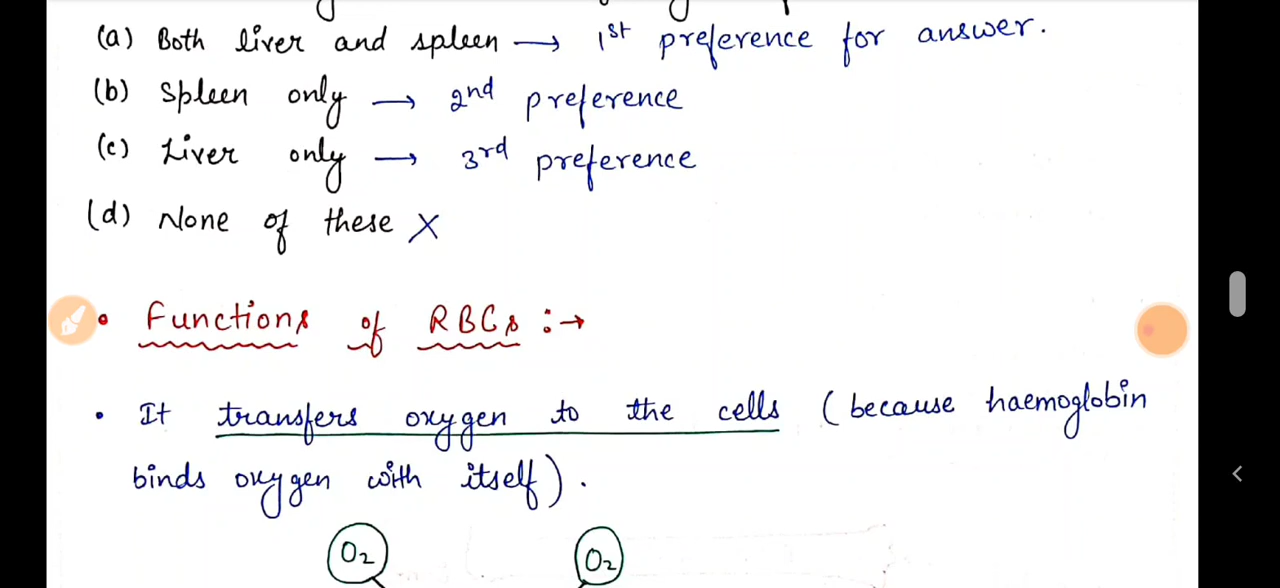 (a) Both liver and spleen → 1st preference for answer.
(b) Spleen only → 2nd preference
(c) Liver only → 3rd preference
(d) None of these X
• Functions of RBCs :→
• It transfers oxygen to the cells (because haemoglobin
binds oxygen with itself).
O2 O2